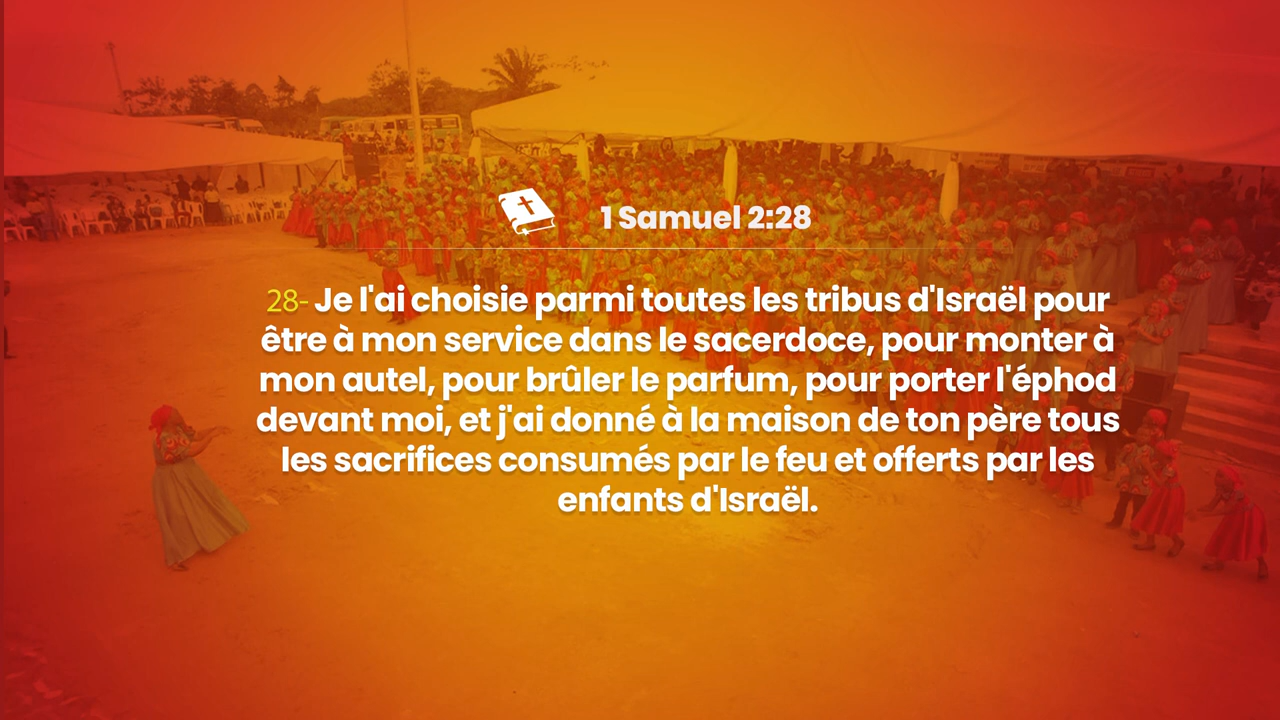 1 Samuel 2:28
28- Je l'ai choisie parmi toutes les tribus d'Israël pour
être à mon service dans le sacerdoce, pour monter à
mon autel, pour brûler le parfum, pour porter l'éphod
devant moi, et j'ai donné à la maison de ton père tous
les sacrifices consumés par le feu et offerts par les
enfants d'Israël.